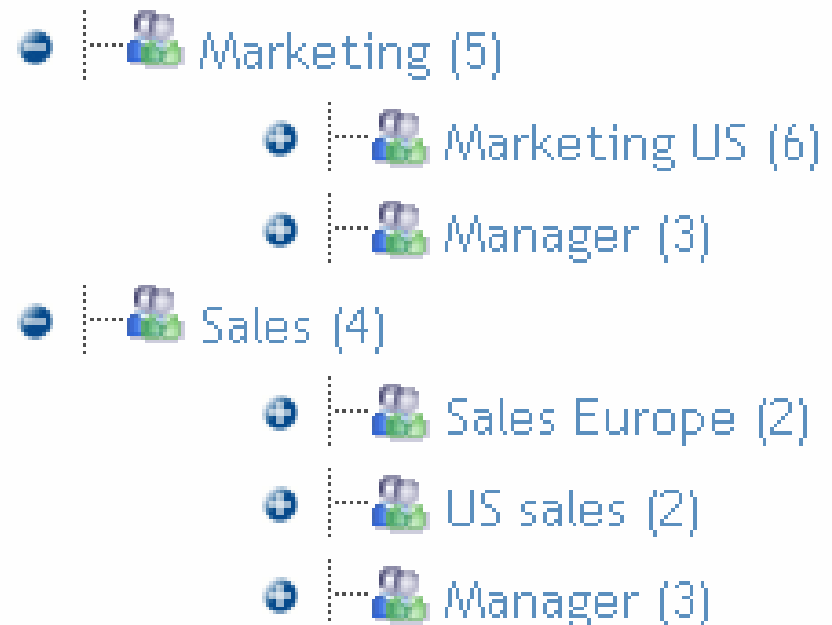 Marketing (5)
Marketing US (6)
Manager (3)
Sales (4)
Sales Europe (2)
US sales (2)
Manager (3)